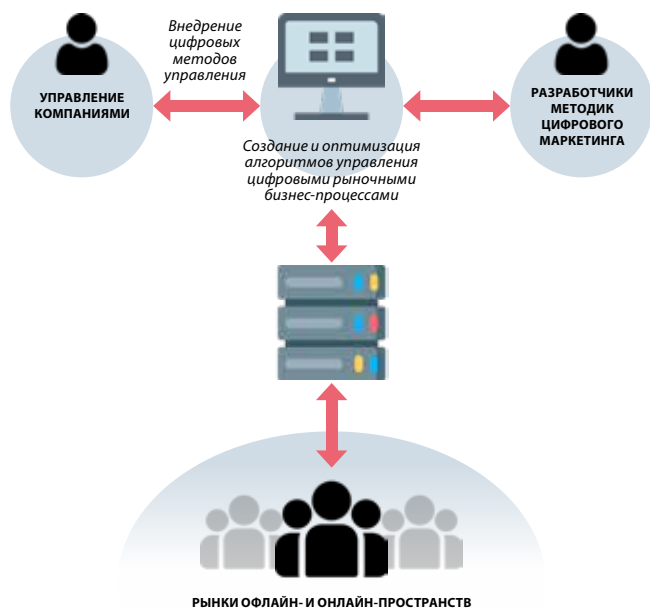 Внедрение
цифровых
методов
управления
УПРАВЛЕНИЕ
КОМПАНИЯМИ
РАЗРАБОТЧИКИ
МЕТОДИК
ЦИФРОВОГО
МАРКЕТИНГА
Создание и оптимизация
алгоритмов управления
цифровыми рыночными
бизнес-процессами
РЫНКИ ОФЛАЙН- И ОНЛАЙН-ПРОСТРАНСТВ